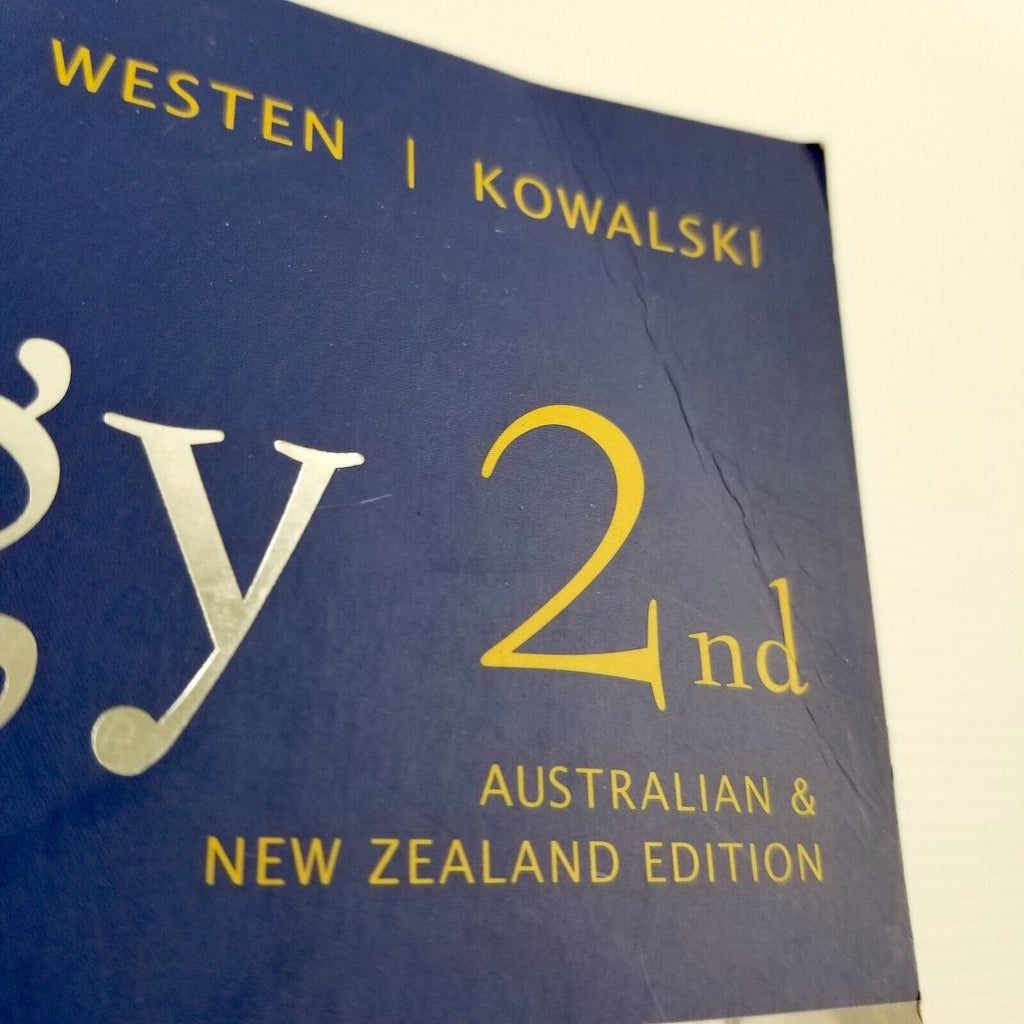 WESTEN | KOWALSKI
gy 2nd
AUSTRALIAN &
NEW ZEALAND EDITION